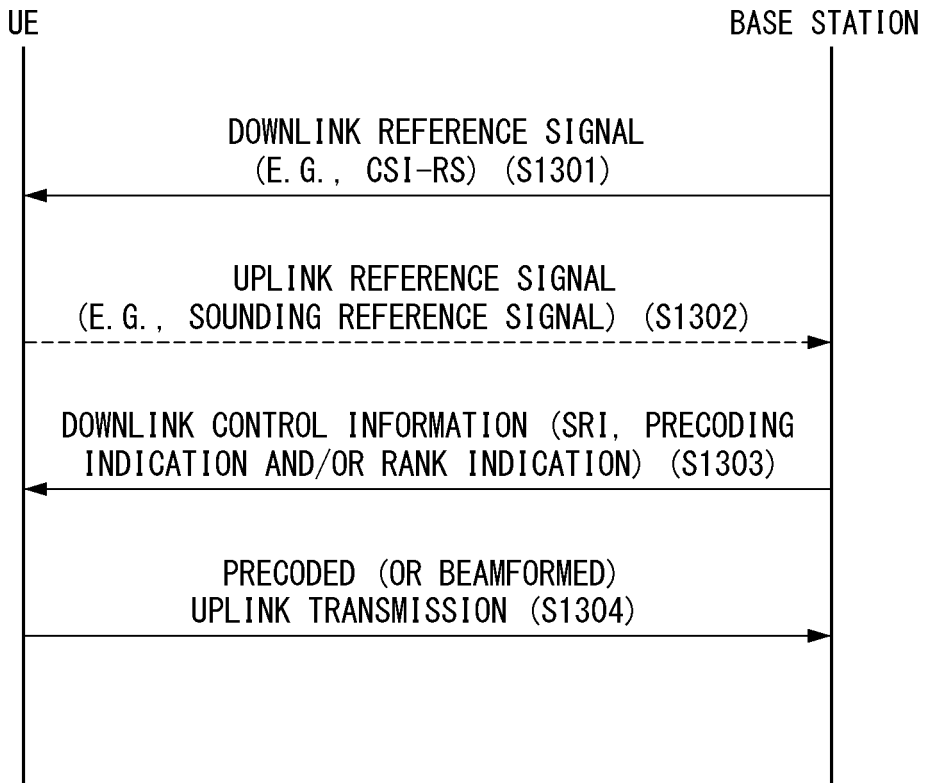 UE
BASE STATION
DOWNLINK REFERENCE SIGNAL
(E.G., CSI-RS) (S1301)
UPLINK REFERENCE SIGNAL
(E.G., SOUNDING REFERENCE SIGNAL) (S1302)
DOWNLINK CONTROL INFORMATION (SRI, PRECODING
INDICATION AND/OR RANK INDICATION) (S1303)
PRECODED (OR BEAMFORMED)
UPLINK TRANSMISSION (S1304)